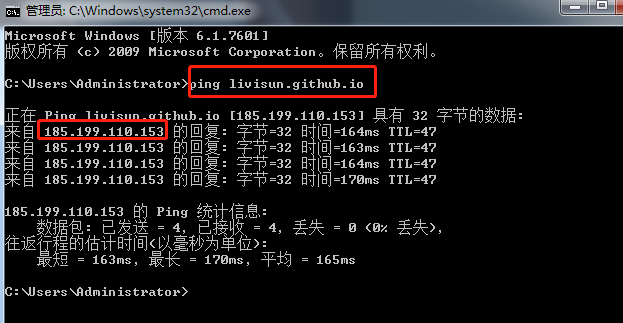 管理员: C:\Windows\system32\cmd.exe
Microsoft Windows [版本 6.1.7601]
版权所有 (c) 2009 Microsoft Corporation。保留所有权利。
C:\Users\Administrator>ping livisun.github.io
正在 Ping livisun.github.io [185.199.110.153] 具有 32 字节的数据:
来自 185.199.110.153 的回复: 字节=32 时间=164ms TTL=47
来自 185.199.110.153 的回复: 字节=32 时间=163ms TTL=47
来自 185.199.110.153 的回复: 字节=32 时间=164ms TTL=47
来自 185.199.110.153 的回复: 字节=32 时间=170ms TTL=47
185.199.110.153 的 Ping 统计信息:
数据包: 已发送 = 4，已接收 = 4，丢失 = 0 (0% 丢失)，
往返行程的估计时间(以毫秒为单位):
最短 = 163ms，最长 = 170ms，平均 = 165ms
C:\Users\Administrator>